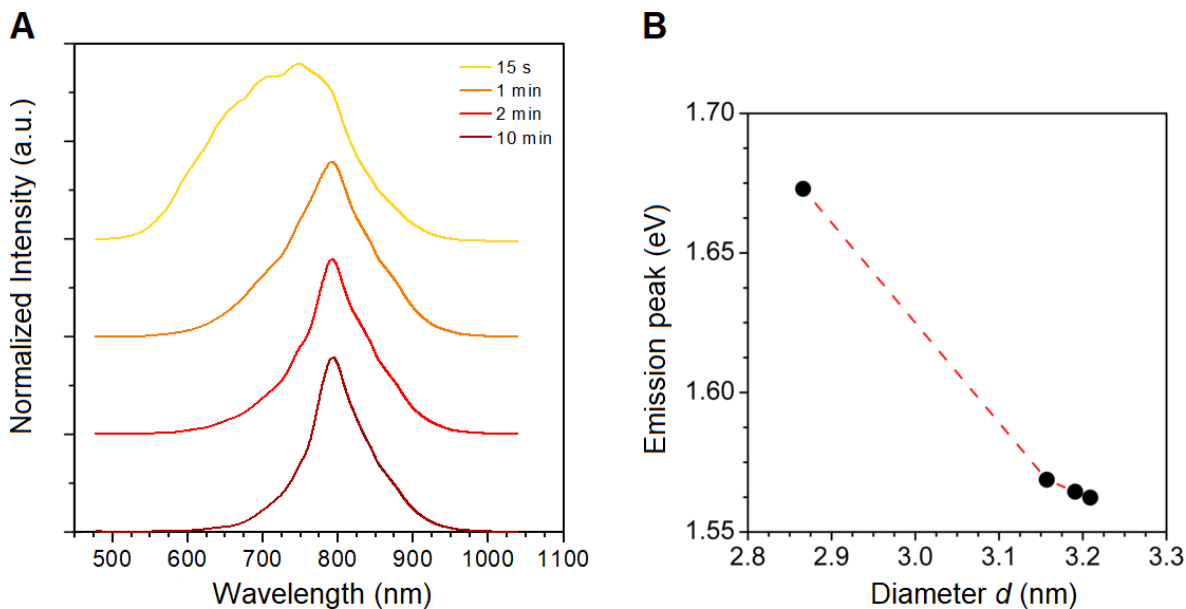 A
Normalized Intensity (a.u.)
15 s
1 min
2 min
10 min
500 600 700 800 900 1000 1100
Wavelength (nm)
B
Emission peak (eV)
1.70
1.65
1.60
1.55
2.8 2.9 3.0 3.1 3.2 3.3
Diameter d (nm)